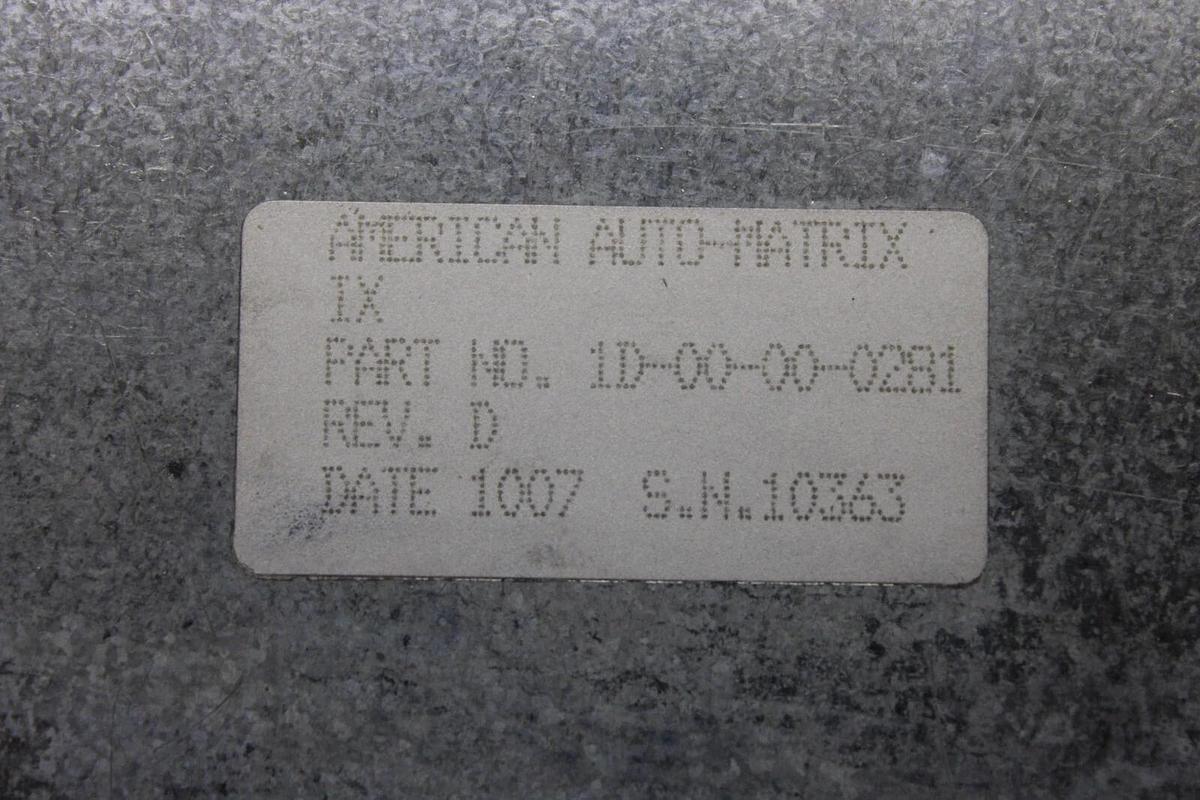 AMERICAN AUTO-MATRIX
IX
PART NO. 1D-00-00-0281
REV. D
DATE 1007 S.N.10363